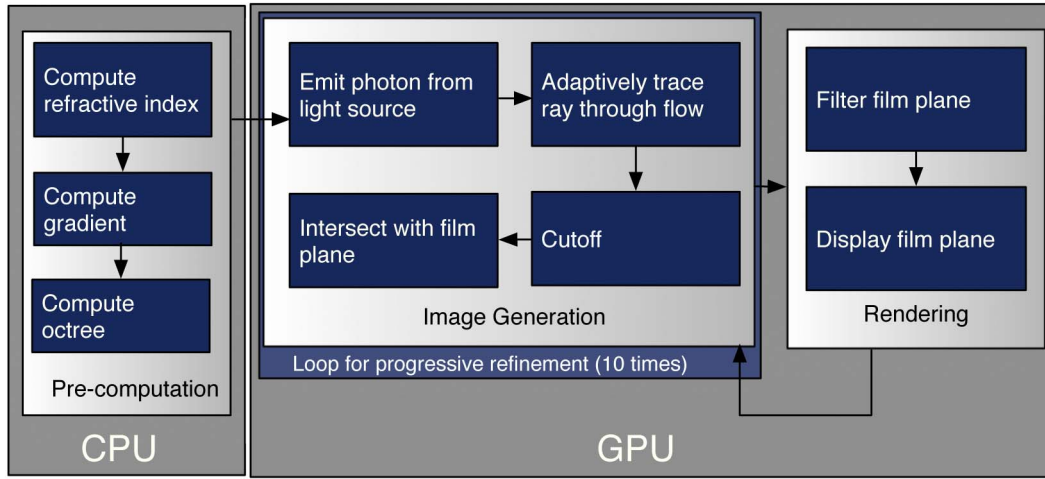 Compute
refractive index
Compute
gradient
Compute
octree
Pre-computation
CPU
Emit photon from
light source
Adaptively trace
ray through flow
Intersect with film
plane
Cutoff
Image Generation
Loop for progressive refinement (10 times)
Filter film plane
Display film plane
Rendering
GPU